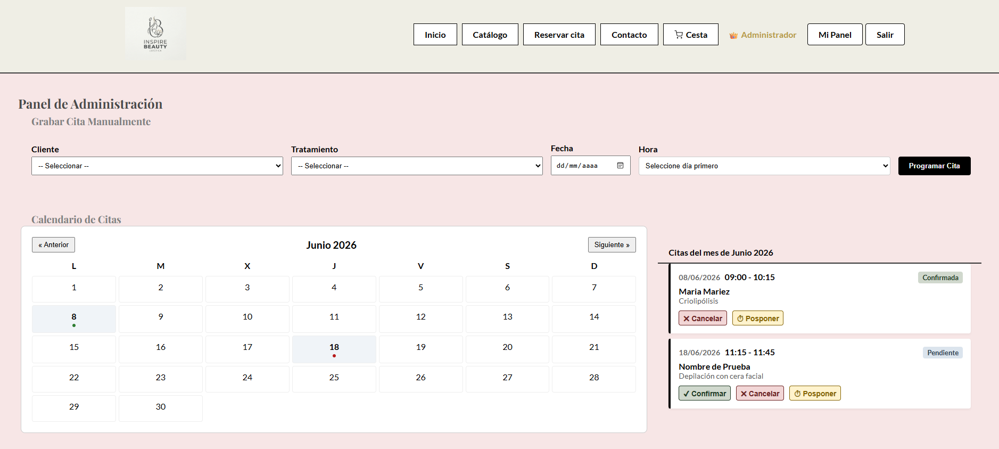 INSPIRE
BEAUTY
ESTÉTICA
Inicio
Catálogo
Reservar cita
Contacto
Cesta
👑 Administrador
Mi Panel
Salir
Panel de Administración
Grabar Cita Manualmente
Cliente
Tratamiento
Fecha
Hora
-- Seleccionar --
-- Seleccionar --
dd/mm/aaaa
Seleccione día primero
Programar Cita
Calendario de Citas
« Anterior
Junio 2026
Siguiente »
L M X J V S D
1 2 3 4 5 6 7
8 9 10 11 12 13 14
15 16 17 18 19 20 21
22 23 24 25 26 27 28
29 30
Citas del mes de Junio 2026
08/06/2026 09:00 - 10:15
Confirmada
Maria Mariez
Criolipólisis
❌ Cancelar
⏱ Posponer
18/06/2026 11:15 - 11:45
Pendiente
Nombre de Prueba
Depilación con cera facial
✓ Confirmar
❌ Cancelar
⏱ Posponer